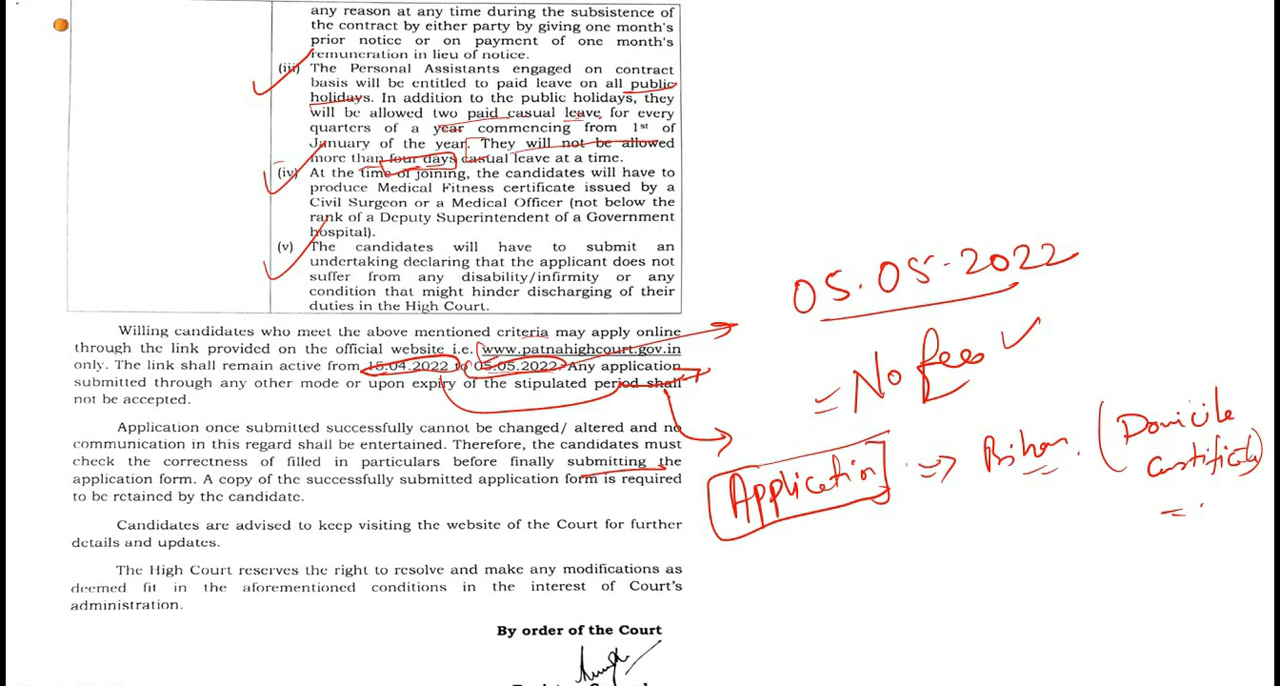 any reason at any time during the subsistence of
the contract by either party by giving one month's
prior notice or on payment of one month's
remuneration in lieu of notice.
(iii) The Personal Assistants engaged on contract
basis will be entitled to paid leave on all public
holidays. In addition to the public holidays, they
will be allowed two paid casual leave, for every
quarters of a year commencing from 1st of
January of the year. They will not be allowed
more than four days casual leave at a time.
(iv) At the time of joining, the candidates will have to
produce Medical Fitness certificate issued by a
Civil Surgeon or a Medical Officer (not below the
rank of a Deputy Superintendent of a Government
hospital).
(v) The candidates will have to submit an
undertaking declaring that the applicant does not
suffer from any disability/infirmity or any
condition that might hinder discharging of their
duties in the High Court.
Willing candidates who meet the above mentioned criteria may apply online
through the link provided on the official website i.e. www.patnahighcourt.gov.in
only. The link shall remain active from 15.04.2022 to 05.05.2022. Any application
submitted through any other mode or upon expiry of the stipulated period shall
not be accepted.
Application once submitted successfully cannot be changed/ altered and no
communication in this regard shall be entertained. Therefore, the candidates must
check the correctness of filled in particulars before finally submitting the
application form. A copy of the successfully submitted application form is required
to be retained by the candidate.
Candidates are advised to keep visiting the website of the Court for further
details and updates.
The High Court reserves the right to resolve and make any modifications as
deemed fit in the aforementioned conditions in the interest of Court's
administration.
By order of the Court
05.05.2022
= No fees ✓
Application => Bihar. (Domicile